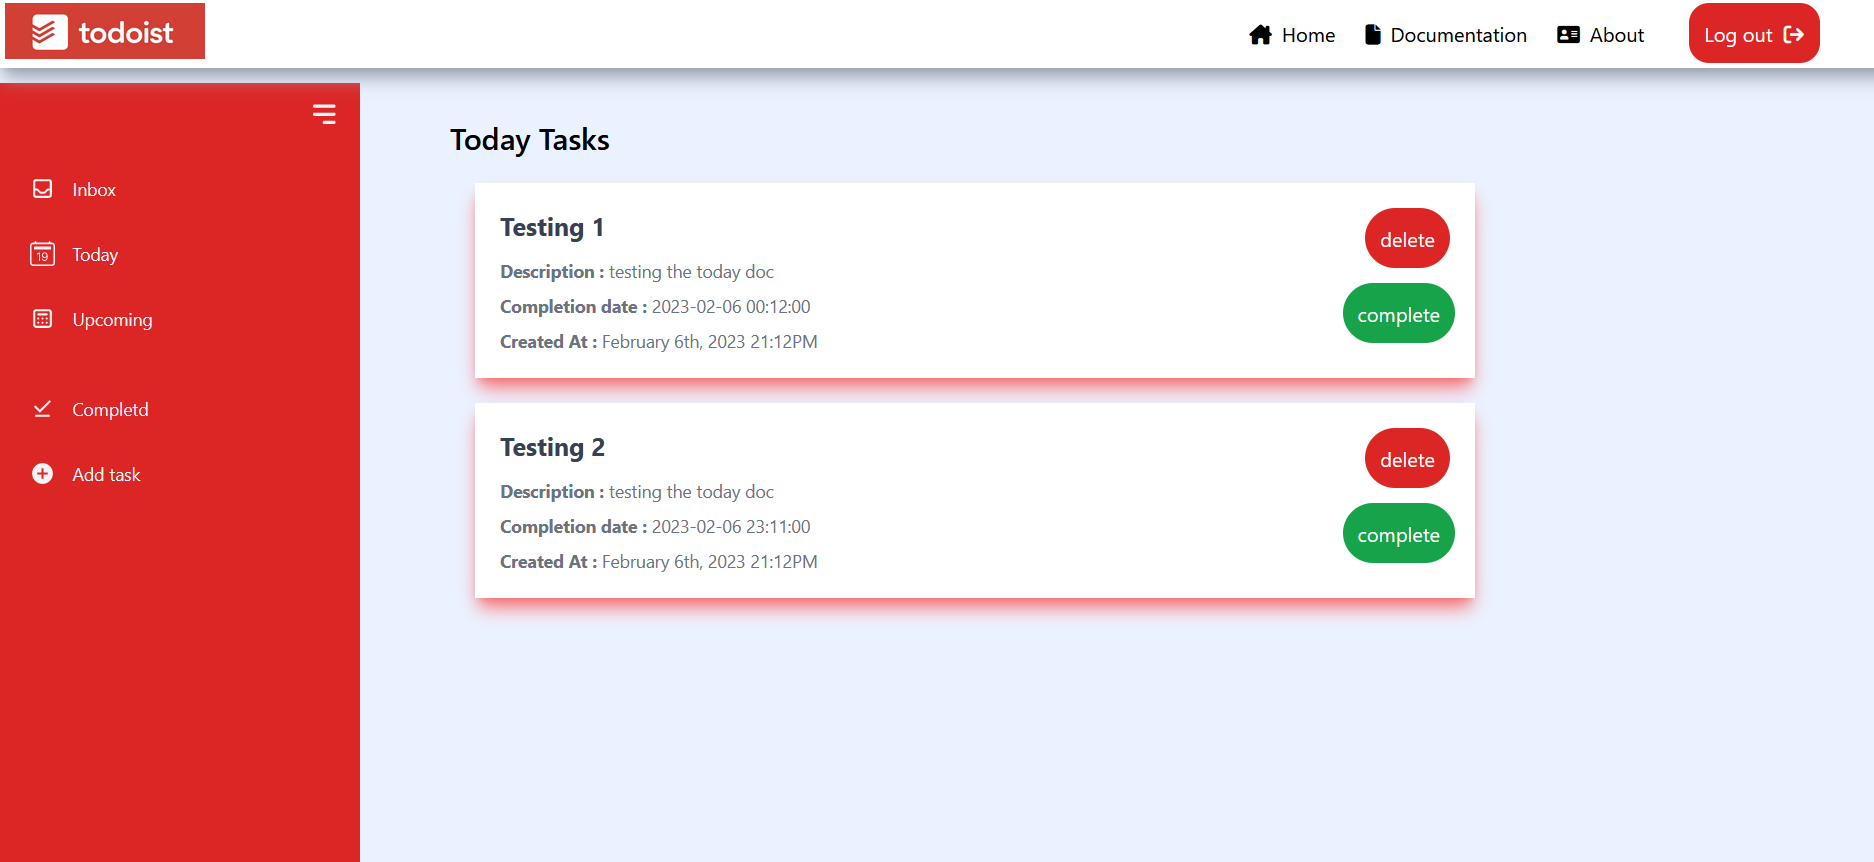 todoist
Home Documentation About Log out
Inbox
19 Today
Upcoming
Completd
Add task
Today Tasks
Testing 1
delete
Description : testing the today doc
Completion date : 2023-02-06 00:12:00
complete
Created At : February 6th, 2023 21:12PM
Testing 2
delete
Description : testing the today doc
Completion date : 2023-02-06 23:11:00
complete
Created At : February 6th, 2023 21:12PM